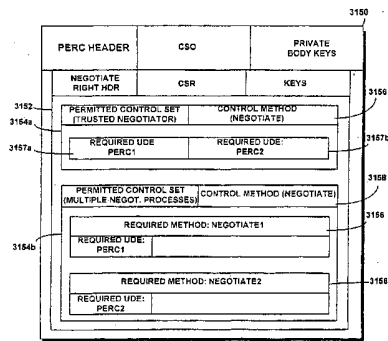 3150
PERC HEADER
CSO
PRIVATE
BODY KEYS
NEGOTIATE
RIGHT HDR
CSR
KEYS
3152
3154a
PERMITTED CONTROL SET
(TRUSTED NEGOTIATOR)
CONTROL METHOD
(NEGOTIATE)
3156
3157a
REQUIRED UDE
PERC1
REQUIRED UDE:
PERC2
3157b
PERMITTED CONTROL SET
(MULTIPLE NEGOT. PROCESSES)
CONTROL METHOD (NEGOTIATE)
3158
REQUIRED METHOD: NEGOTIATE1
3156
REQUIRED UDE:
PERC1
3154b
REQUIRED METHOD: NEGOTIATE2
3156
REQUIRED UDE:
PERC2